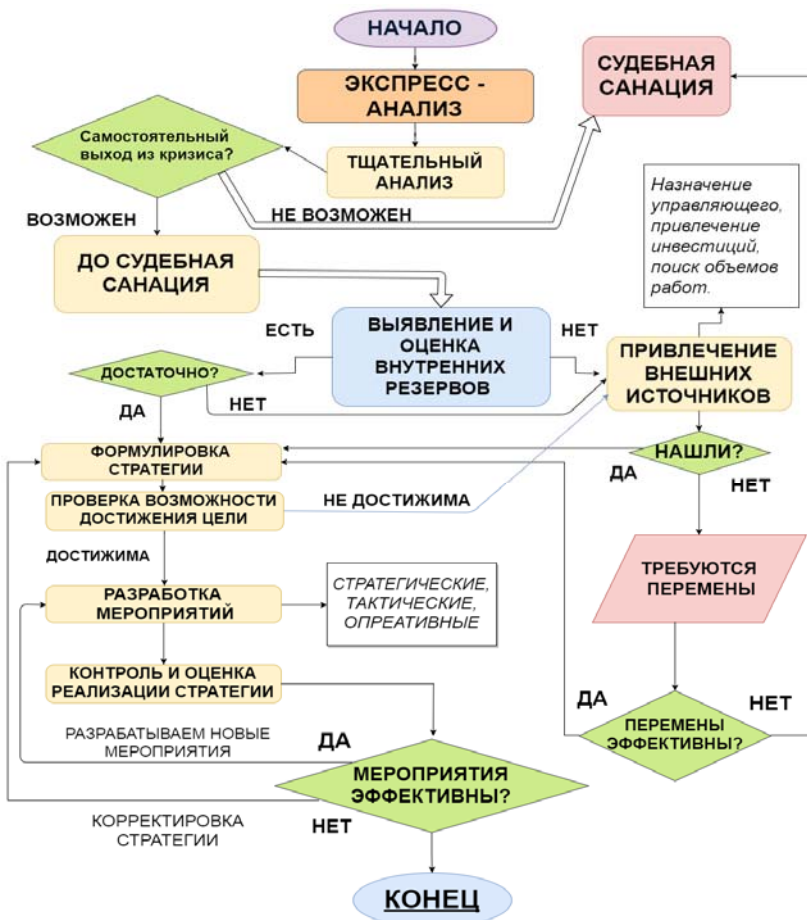 НАЧАЛО
СУДЕБНАЯ
САНАЦИЯ
ЭКСПРЕСС -
АНАЛИЗ
Самостоятельный
выход из кризиса?
ТЩАТЕЛЬНЫЙ
АНАЛИЗ
Назначение
управляющего,
привлечение
инвестиций,
поиск объемов
работ.
ВОЗМОЖЕН
НЕ ВОЗМОЖЕН
ДО СУДЕБНАЯ
САНАЦИЯ
ЕСТЬ
ВЫЯВЛЕНИЕ И
ОЦЕНКА
ВНУТРЕННИХ
РЕЗЕРВОВ
НЕТ
ПРИВЛЕЧЕНИЕ
ВНЕШНИХ
ИСТОЧНИКОВ
ДОСТАТОЧНО?
ДА
НЕТ
ФОРМУЛИРОВКА
СТРАТЕГИИ
НАШЛИ?
ДА
НЕТ
ПРОВЕРКА ВОЗМОЖНОСТИ
ДОСТИЖЕНИЯ ЦЕЛИ
НЕ ДОСТИЖИМА
ДОСТИЖИМА
ТРЕБУЮТСЯ
ПЕРЕМЕНЫ
РАЗРАБОТКА
МЕРОПРИЯТИЙ
СТРАТЕГИЧЕСКИЕ,
ТАКТИЧЕСКИЕ,
ОПРЕАТИВНЫЕ
КОНТРОЛЬ И ОЦЕНКА
РЕАЛИЗАЦИИ СТРАТЕГИИ
ДА
НЕТ
ПЕРЕМЕНЫ
ЭФФЕКТИВНЫ?
РАЗРАБАТЫВАЕМ НОВЫЕ
МЕРОПРИЯТИЯ
ДА
МЕРОПРИЯТИЯ
ЭФФЕКТИВНЫ?
НЕТ
КОРРЕКТИРОВКА
СТРАТЕГИИ
КОНЕЦ